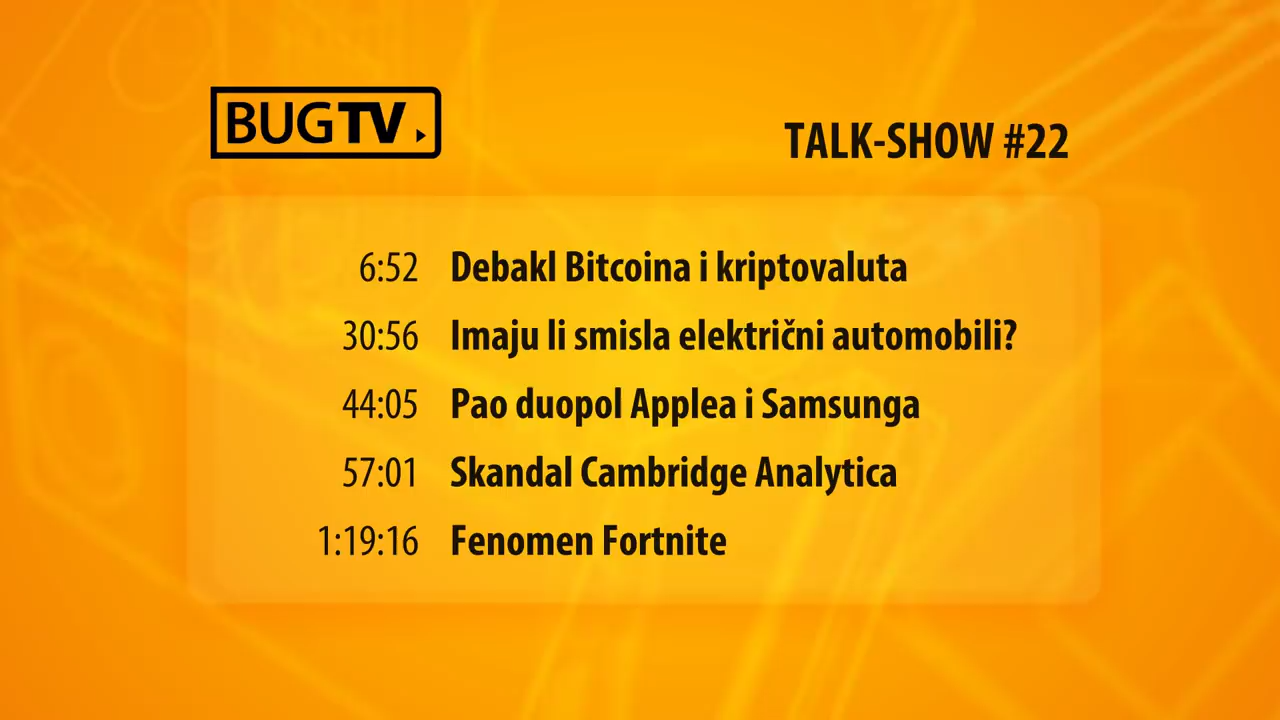 BUGTV
TALK-SHOW #22
6:52 Debakl Bitcoina i kriptovaluta
30:56 Imaju li smisla električni automobili?
44:05 Pao duopol Applea i Samsunga
57:01 Skandal Cambridge Analytica
1:19:16 Fenomen Fortnite